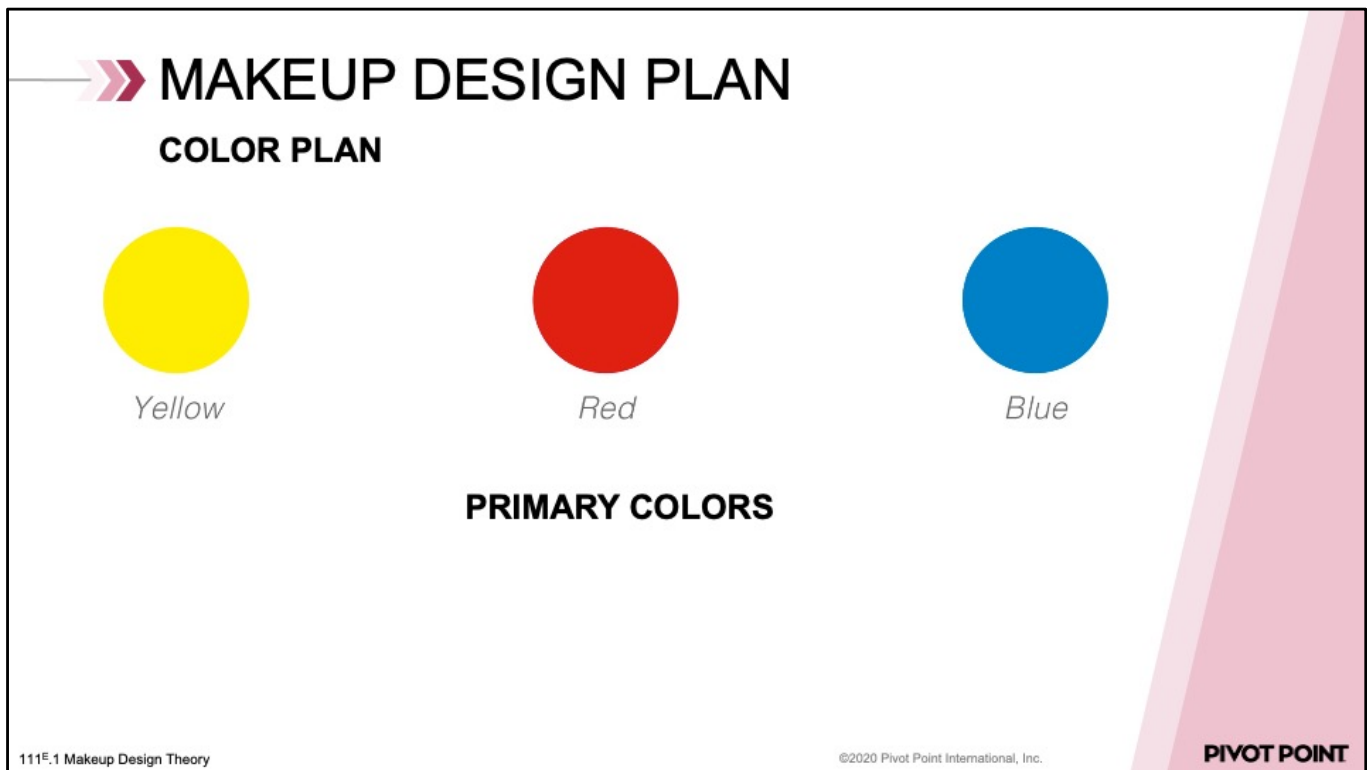 MAKEUP DESIGN PLAN
COLOR PLAN
Yellow
Red
Blue
PRIMARY COLORS
111ᴱ.1 Makeup Design Theory
©2020 Pivot Point International, Inc.
PIVOT POINT